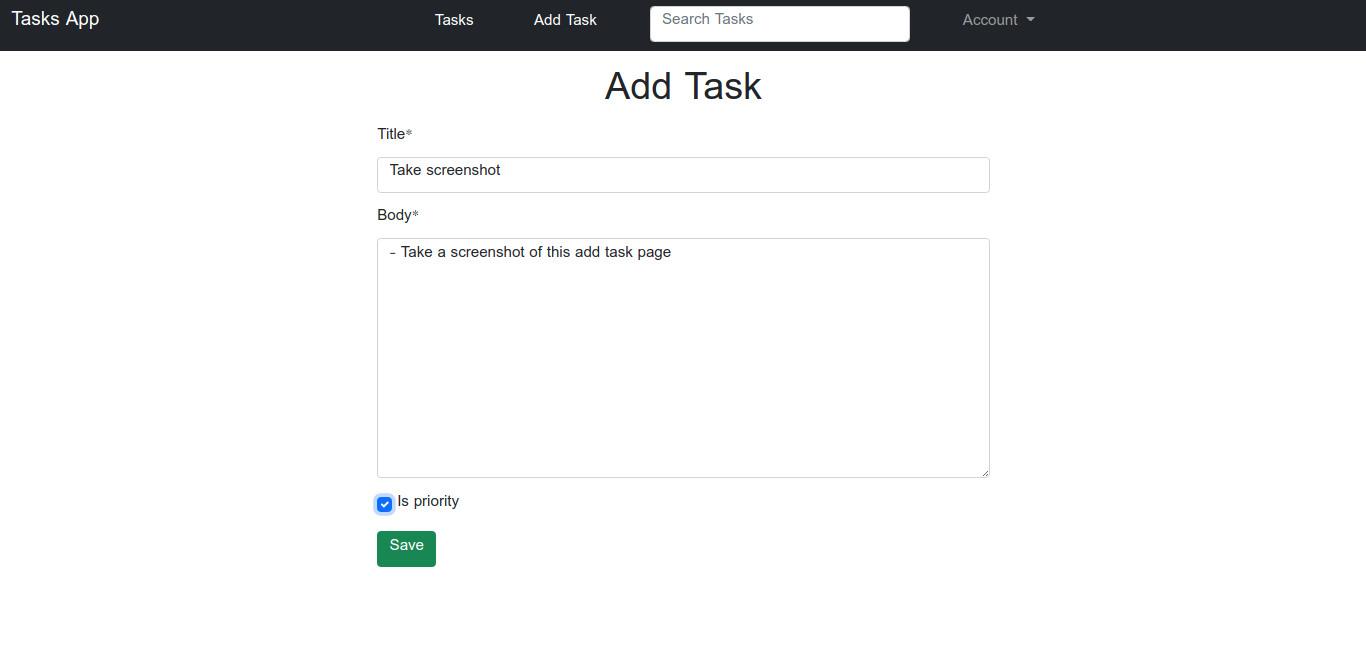 Tasks App
Tasks
Add Task
Search Tasks
Account
Add Task
Title*
Take screenshot
Body*
- Take a screenshot of this add task page
Is priority
Save